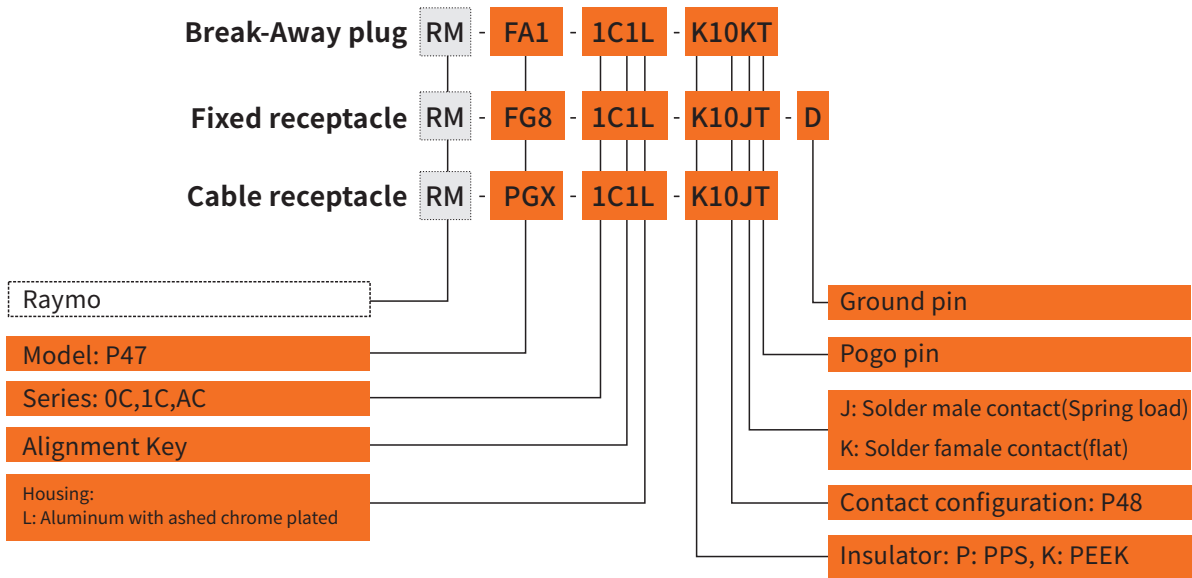 Break-Away plug RM - FA1 - 1C1L - K10KT
Fixed receptacle RM - FG8 - 1C1L - K10JT - D
Cable receptacle RM - PGX - 1C1L - K10JT
Raymo
Model: P47
Series: 0C,1C,AC
Alignment Key
Housing:
L: Aluminum with ashed chrome plated
Ground pin
Pogo pin
J: Solder male contact(Spring load)
K: Solder famale contact(flat)
Contact configuration: P48
Insulator: P: PPS, K: PEEK